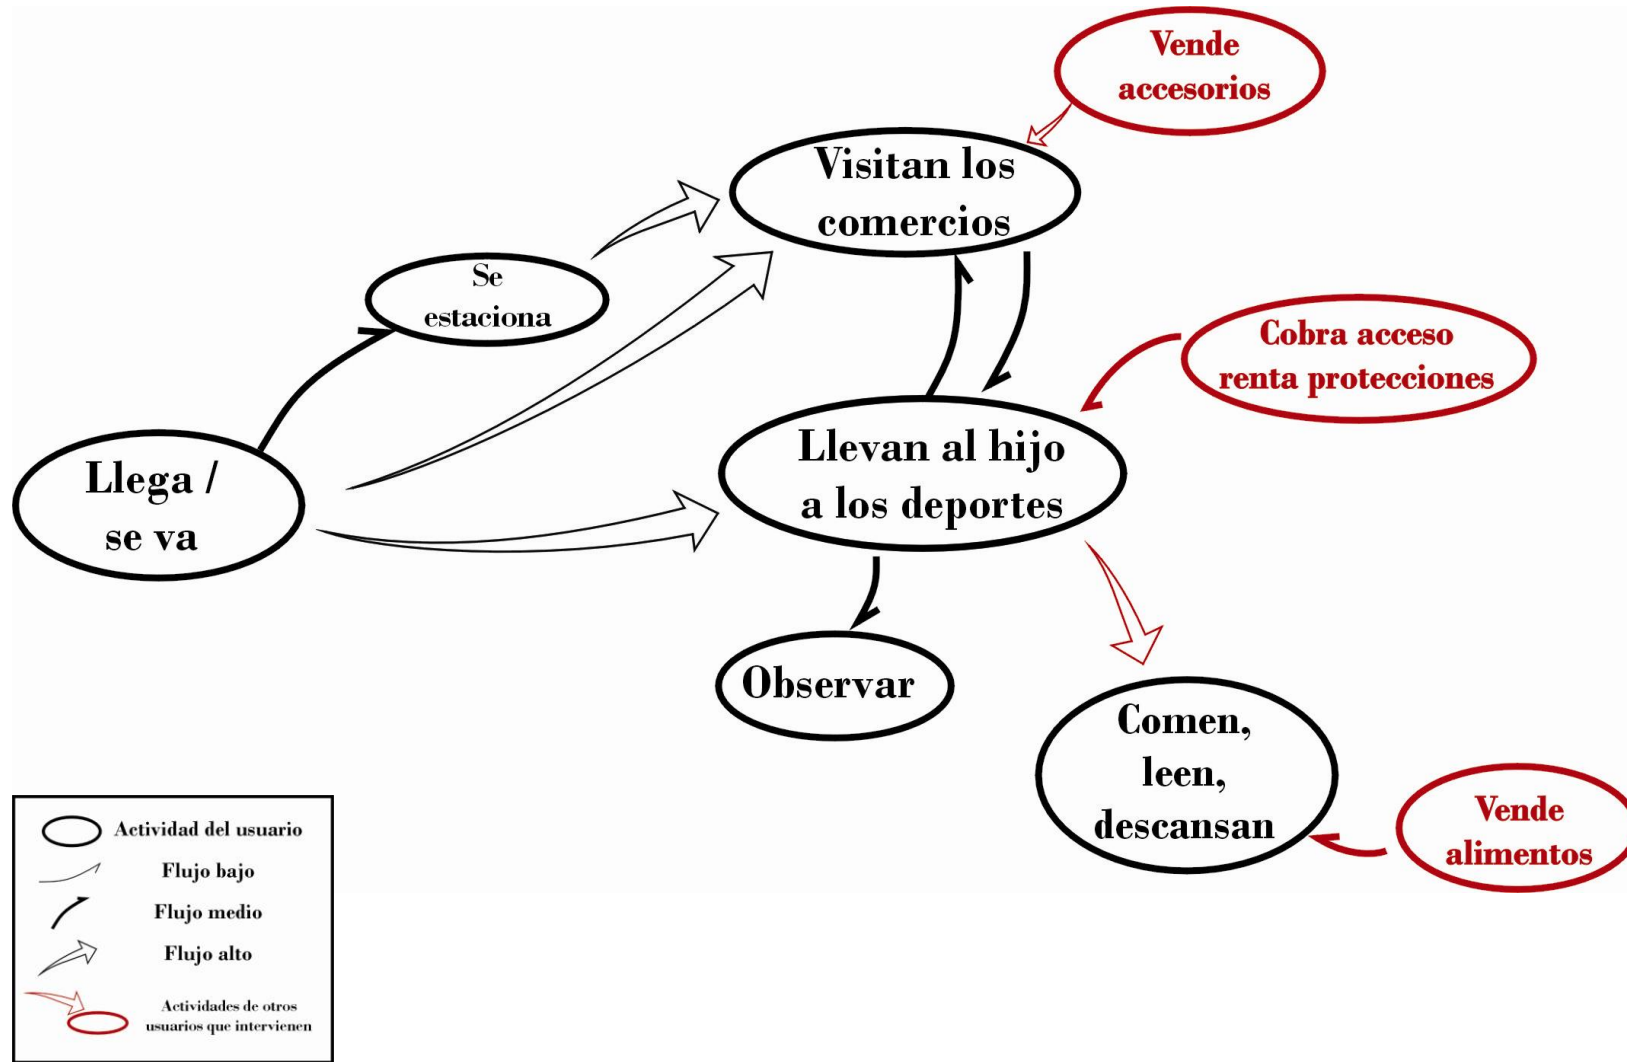 Vende
accesorios
Visitan los
comercios
Se
estaciona
Cobra acceso
renta protecciones
Llega /
se va
Llevan al hijo
a los deportes
Observar
Comen,
leen,
descansan
Vende
alimentos
Actividad del usuario
Flujo bajo
Flujo medio
Flujo alto
Actividades de otros
usuarios que intervienen